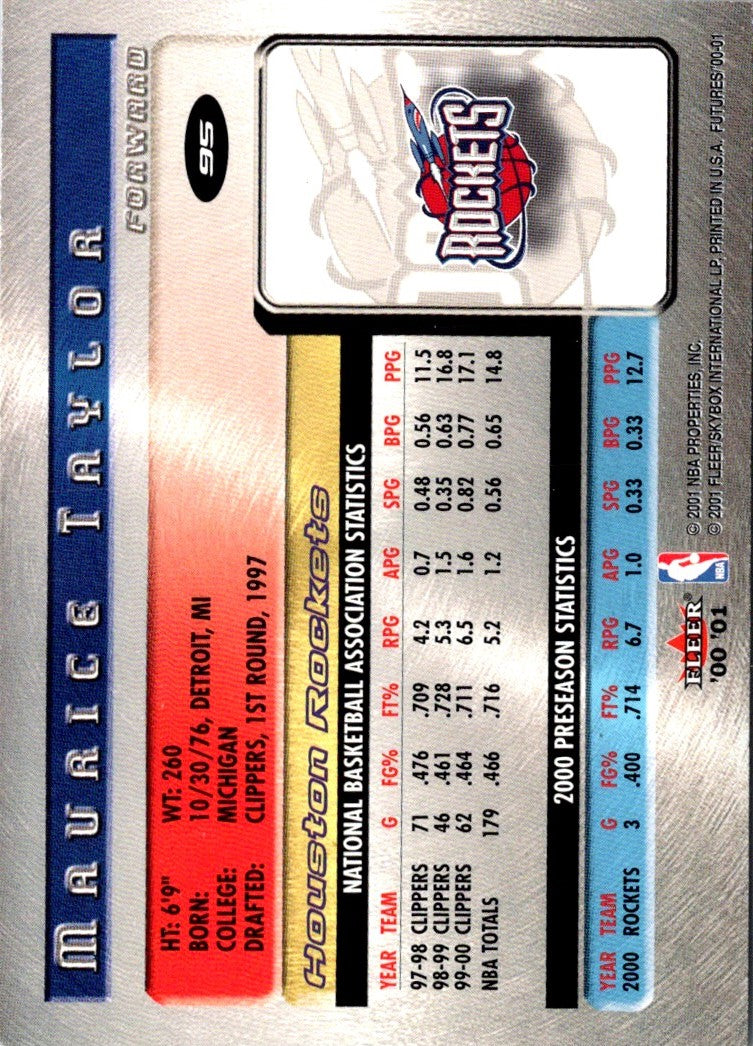 MAURICE TAYLOR
FORWARD
95
HT: 6'9" WT: 260
BORN: 10/30/76, DETROIT, MI
COLLEGE: MICHIGAN
DRAFTED: CLIPPERS, 1ST ROUND, 1997
ROCKETS
Houston Rockets
NATIONAL BASKETBALL ASSOCIATION STATISTICS
YEAR TEAM G FG% FT% RPG APG SPG BPG PPG
97-98 CLIPPERS 71 .476 .709 4.2 0.7 0.48 0.56 11.5
98-99 CLIPPERS 46 .461 .728 5.3 1.5 0.35 0.63 16.8
99-00 CLIPPERS 62 .464 .711 6.5 1.6 0.82 0.77 17.1
NBA TOTALS 179 .466 .716 5.2 1.2 0.56 0.65 14.8
2000 PRESEASON STATISTICS
YEAR TEAM G FG% FT% RPG APG SPG BPG PPG
2000 ROCKETS 3 .400 .714 6.7 1.0 0.33 0.33 12.7
FLEER®
'00 '01
NBA
© 2001 NBA PROPERTIES, INC.
© 2001 FLEER/SKYBOX INTERNATIONAL LP, PRINTED IN U.S.A. FUTURES '00-01